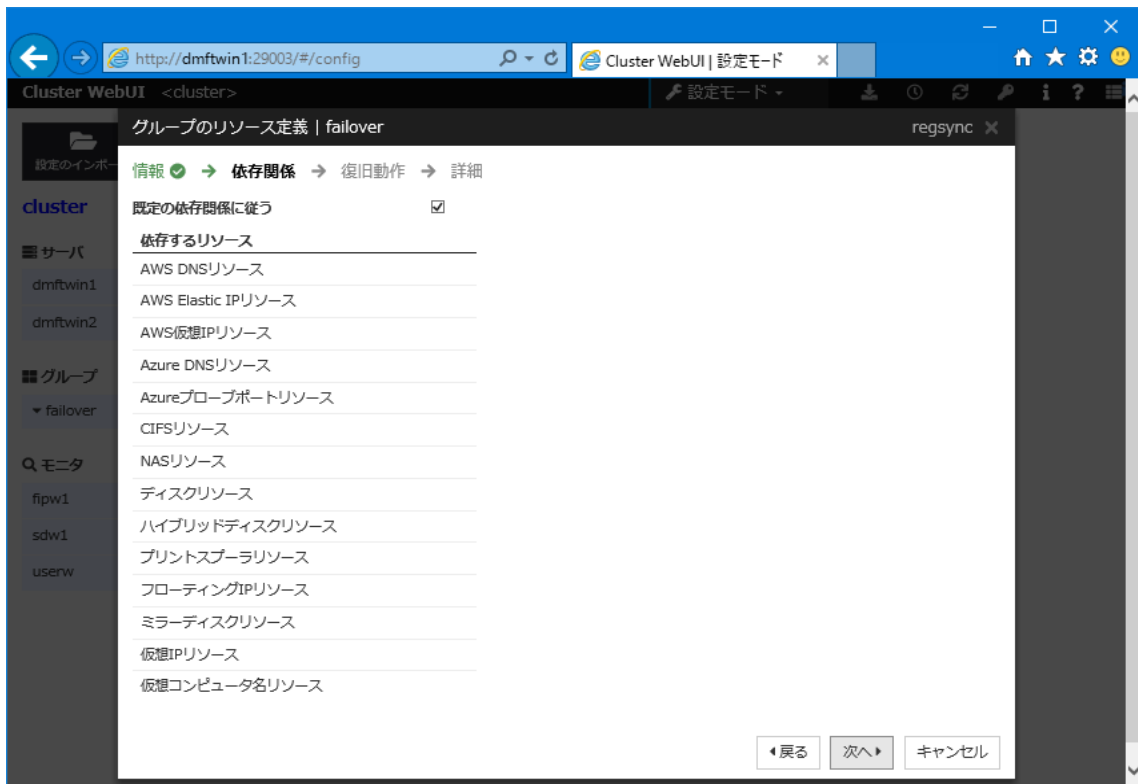 http://dmftwin1:29003/#/config
Cluster WebUI | 設定モード
Cluster WebUI <cluster>
設定モード
グループのリソース定義 | failover
regsync
設定のインポー
情報 → 依存関係 → 復旧動作 → 詳細
cluster
既定の依存関係に従う
依存するリソース
サーバ
AWS DNSリソース
dmftwin1
AWS Elastic IPリソース
dmftwin2
AWS仮想IPリソース
Azure DNSリソース
グループ
Azureプローブポートリソース
failover
CIFSリソース
NASリソース
モニタ
ディスクリソース
fipw1
ハイブリッドディスクリソース
sdw1
プリントスプーラリソース
userw
フローティングIPリソース
ミラーディスクリソース
仮想IPリソース
仮想コンピュータ名リソース
戻る
次へ
キャンセル